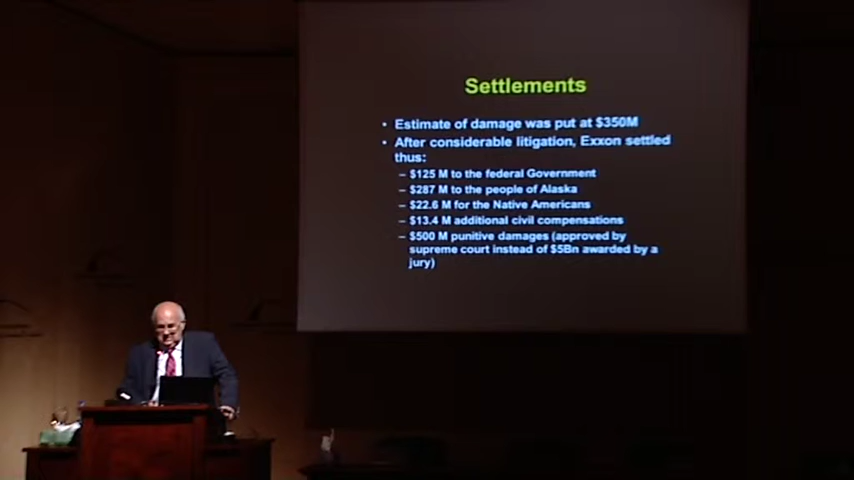 Settlements
• Estimate of damage was put at $350M
• After considerable litigation, Exxon settled
thus:
– $125 M to the federal Government
– $287 M to the people of Alaska
– $22.6 M for the Native Americans
– $13.4 M additional civil compensations
– $500 M punitive damages (approved by
supreme court instead of $5Bn awarded by a
jury)